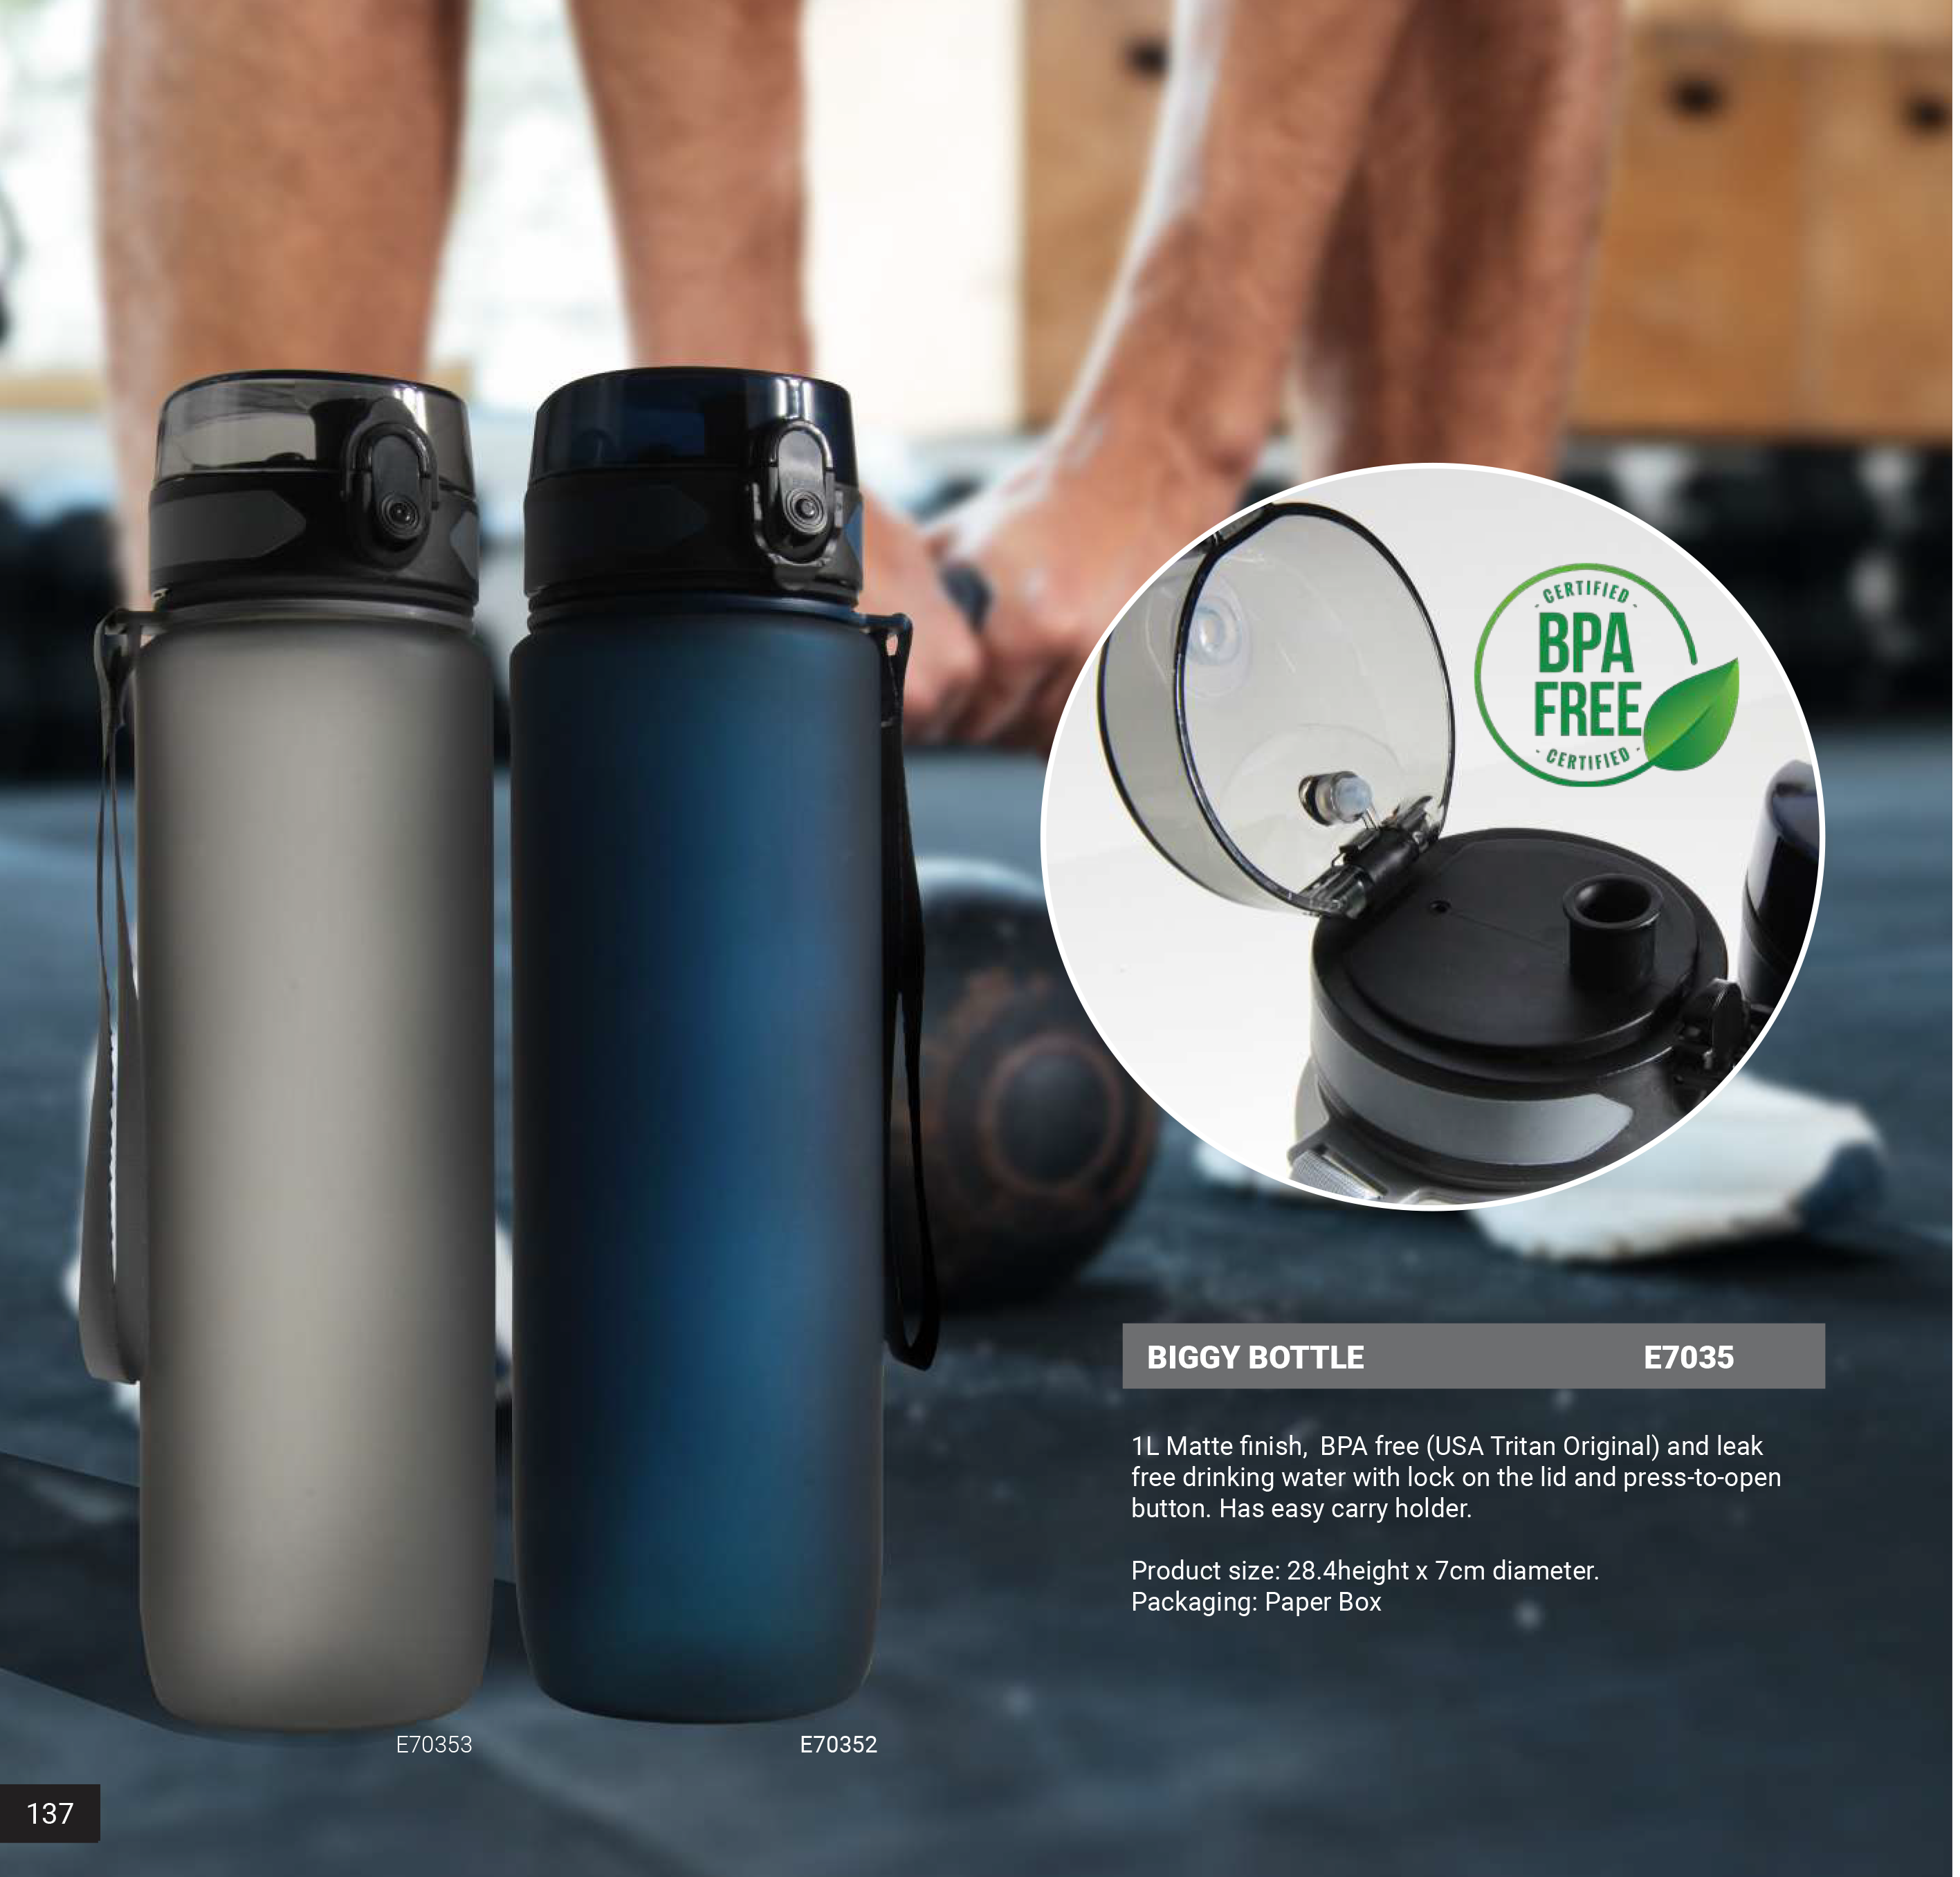 - CERTIFIED -
BPA
FREE
- CERTIFIED -
BIGGY BOTTLE E7035
1L Matte finish,  BPA free (USA Tritan Original) and leak
free drinking water with lock on the lid and press-to-open
button. Has easy carry holder.
Product size: 28.4height x 7cm diameter.
Packaging: Paper Box
E70353
E70352
137